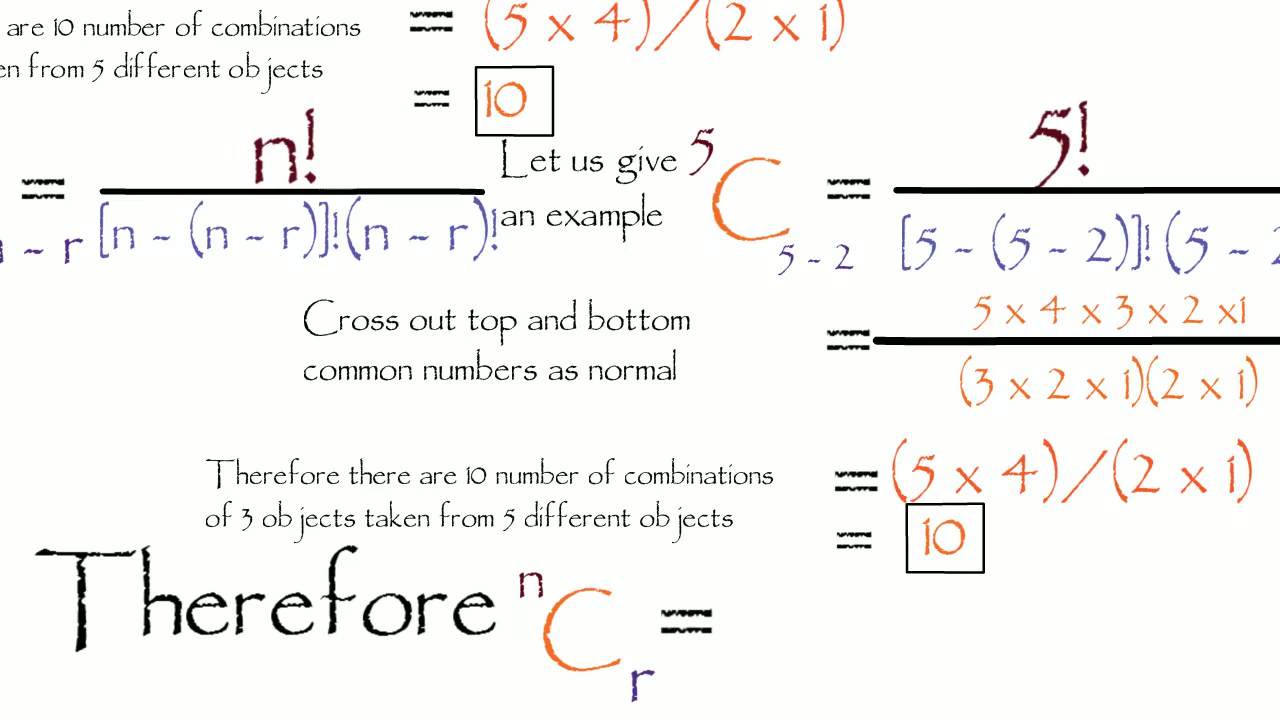 are 10 number of combinations
from 5 different objects
= (5 x 4)/(2 x 1)
= 10
= n!
[n - (n - r)]!(n - r)!
n - r
Let us give
an example
5 C 5 - 2
= 5!
[5 - (5 - 2)]!(5 - 2
Cross out top and bottom
common numbers as normal
= 5 x 4 x 3 x 2 x1
(3 x 2 x 1)(2 x 1)
Therefore there are 10 number of combinations
of 3 objects taken from 5 different objects
= (5 x 4)/(2 x 1)
= 10
Therefore n C r =